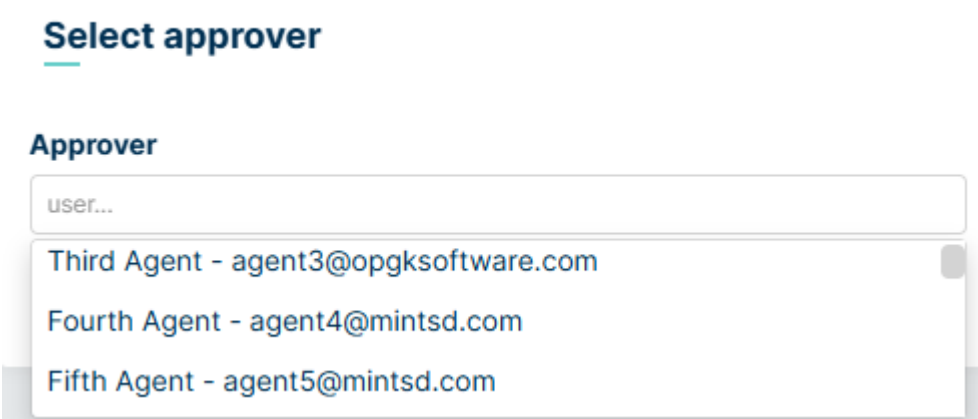 Select approver
Approver
user...
Third Agent - agent3@opgksoftware.com
Fourth Agent - agent4@mintsd.com
Fifth Agent - agent5@mintsd.com